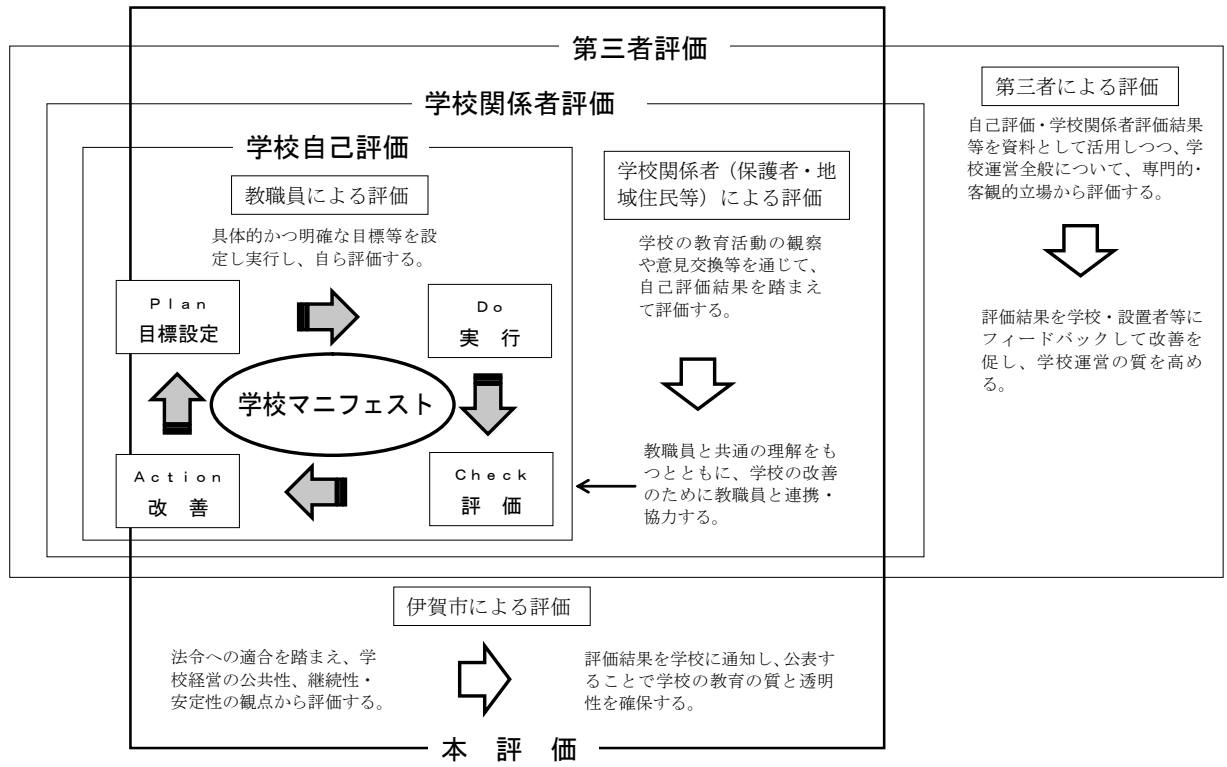 第三者評価
学校関係者評価
学校自己評価
教職員による評価
具体的かつ明確な目標等を設
定し実行し、自ら評価する。
Ｐｌａｎ
目標設定
Ｄｏ
実　行
学校マニフェスト
Ａｃｔｉｏｎ
改　善
Ｃｈｅｃｋ
評　価
学校関係者（保護者・地
域住民等）による評価
学校の教育活動の観察
や意見交換等を通じて、
自己評価結果を踏まえ
て評価する。
教職員と共通の理解をも
つとともに、学校の改善
のために教職員と連携・
協力する。
第三者による評価
自己評価・学校関係者評価結果
等を資料として活用しつつ、学
校運営全般について、専門的・
客観的立場から評価する。
評価結果を学校・設置者等に
フィードバックして改善を
促し、学校運営の質を高め
る。
伊賀市による評価
法令への適合を踏まえ、学
校経営の公共性、継続性・
安定性の観点から評価する。
評価結果を学校に通知し、公表す
ることで学校の教育の質と透明
性を確保する。
本　評　価